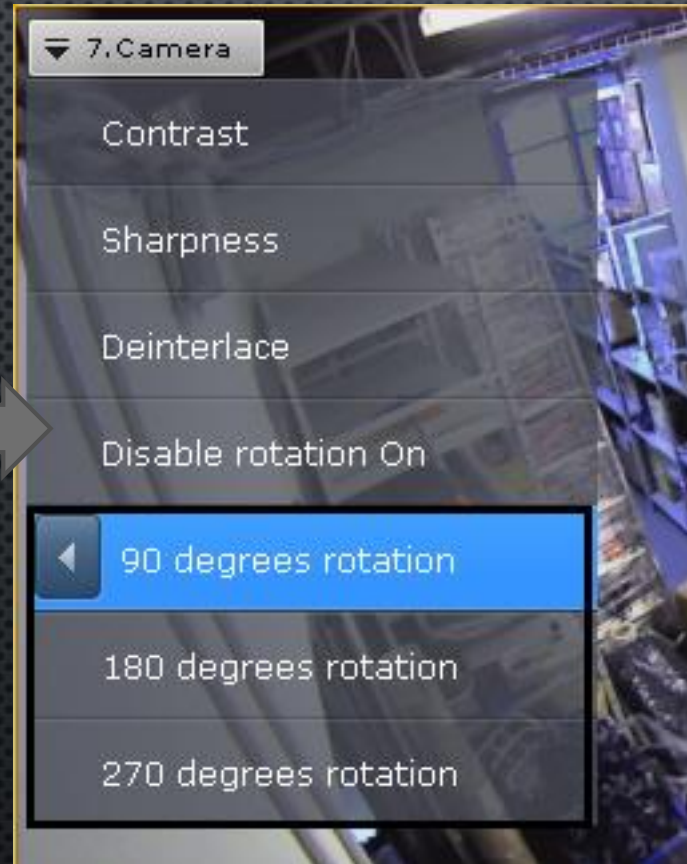 7.Camera
Contrast
Sharpness
Deinterlace
Disable rotation On
90 degrees rotation
180 degrees rotation
270 degrees rotation